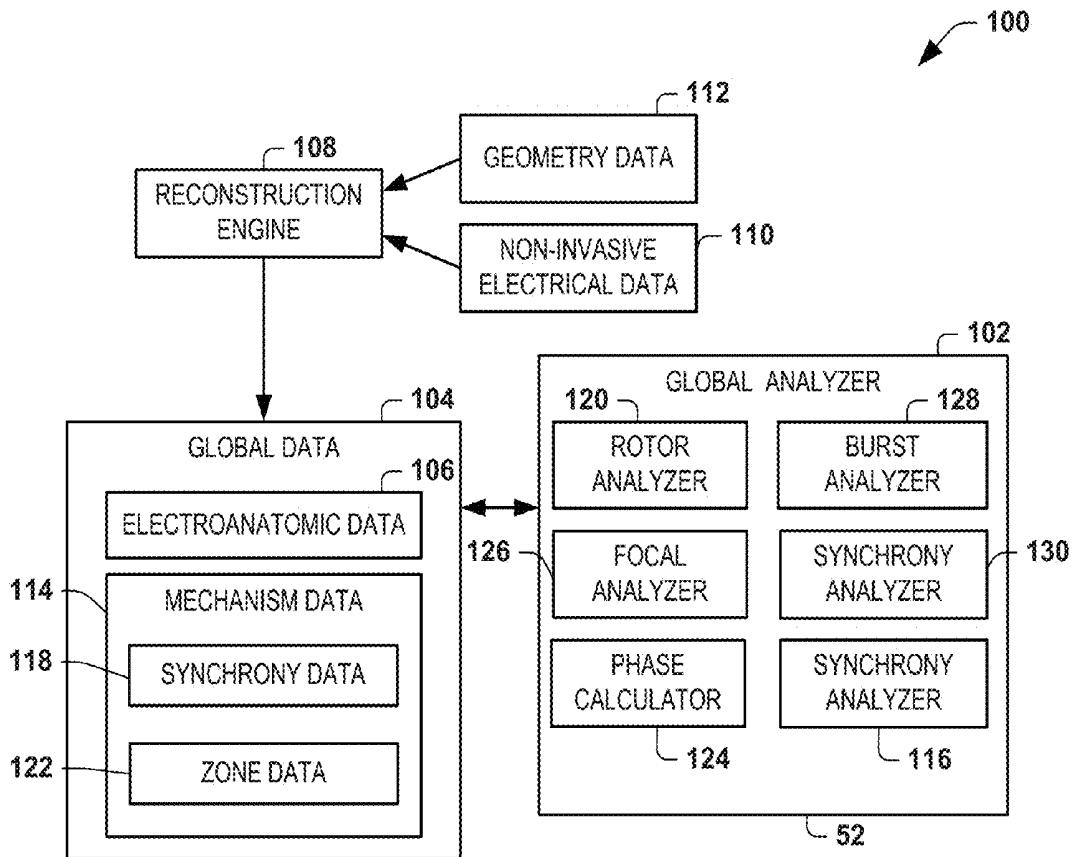 100
112
GEOMETRY DATA
108
RECONSTRUCTION
ENGINE
110
NON-INVASIVE
ELECTRICAL DATA
102
GLOBAL ANALYZER
104
GLOBAL DATA
106
ELECTROANATOMIC DATA
114
MECHANISM DATA
118
SYNCHRONY DATA
122
ZONE DATA
120
ROTOR
ANALYZER
128
BURST
ANALYZER
126
FOCAL
ANALYZER
130
SYNCHRONY
ANALYZER
PHASE
CALCULATOR
124
SYNCHRONY
ANALYZER
116
52